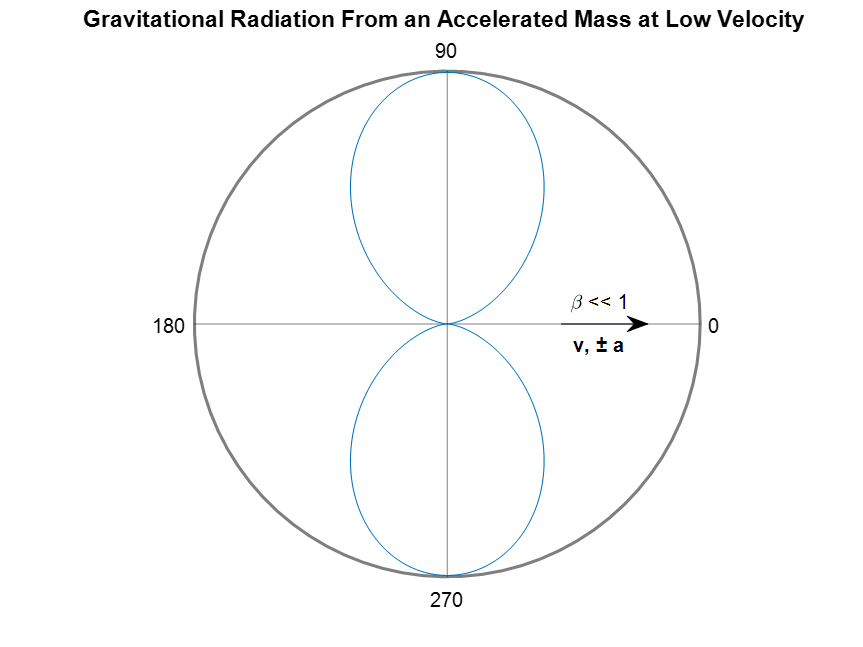 Gravitational Radiation From an Accelerated Mass at Low Velocity
90
β << 1
180
0
v, ± a
270